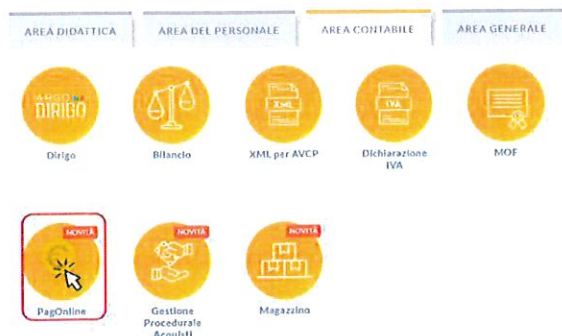 AREA DIDATTICA
AREA DEL PERSONALE
AREA CONTABILE
AREA GENERALE
ARGO
DIRIGO
XML
IVA
Dirigo
Bilancio
XML per AVCP
Dichiarazione
IVA
MOF
NOVITÀ
NOVITÀ
NOVITÀ
PagOnline
Gestione
Procedurale
Acquisti
Magazzino